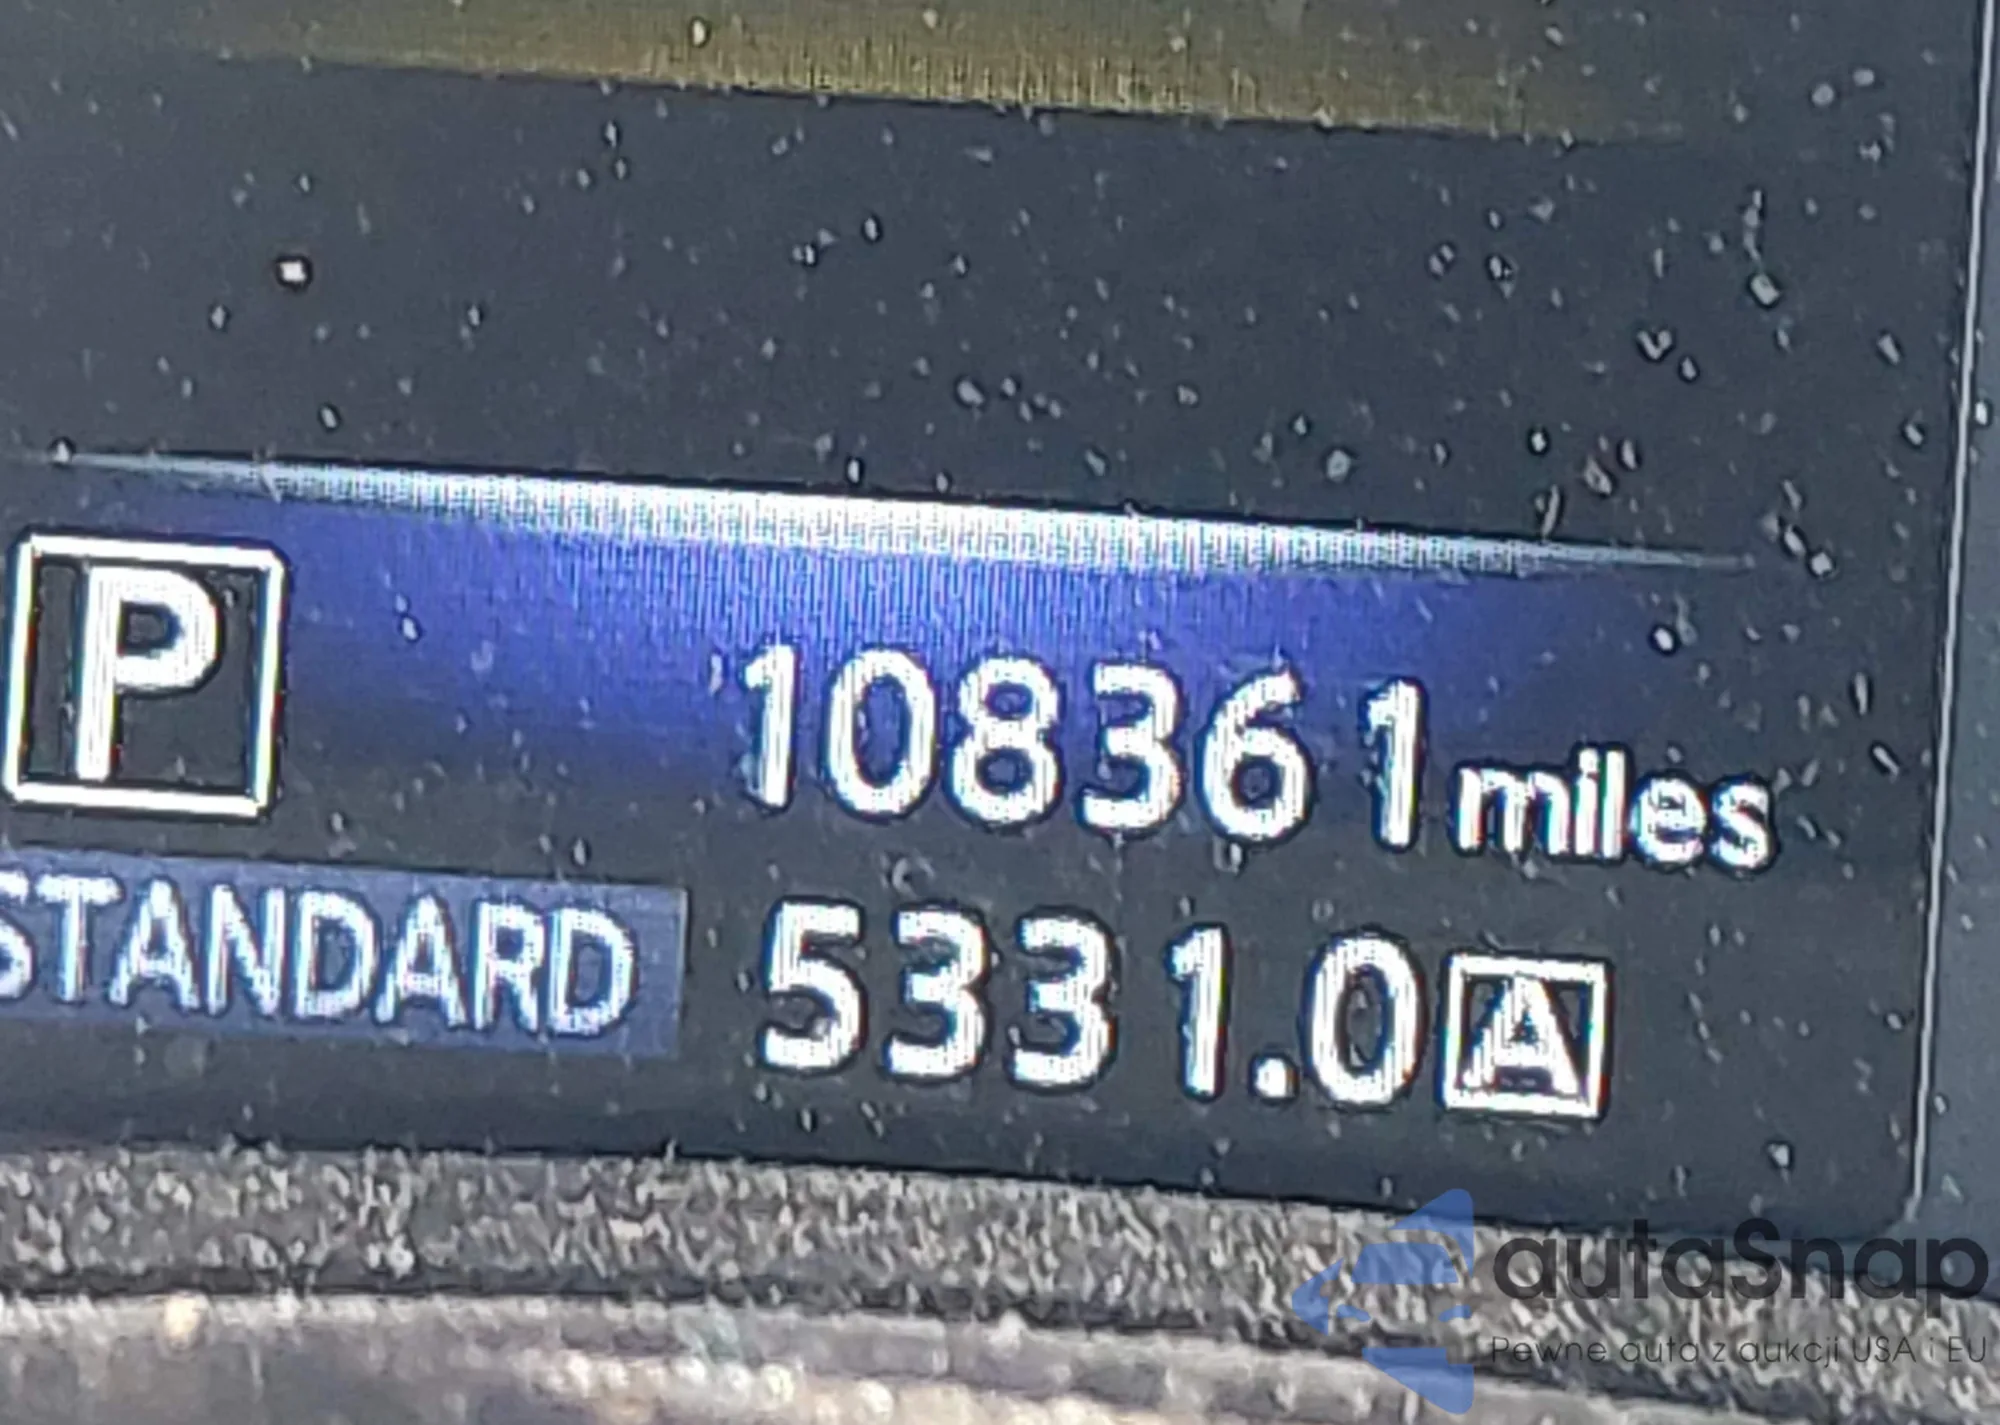 P
108361 miles
STANDARD
5331.0 A
autaSnap
Pewne auta z aukcji USA i EU